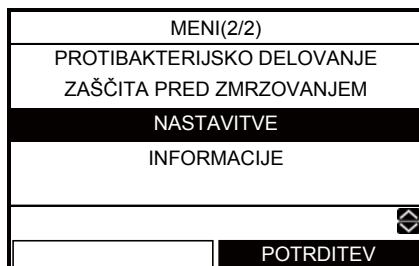 MENI(2/2)
PROTIBAKTERIJSKO DELOVANJE
ZAŠČITA PRED ZMRZOVANJEM
NASTAVITVE
INFORMACIJE
POTRDITEV